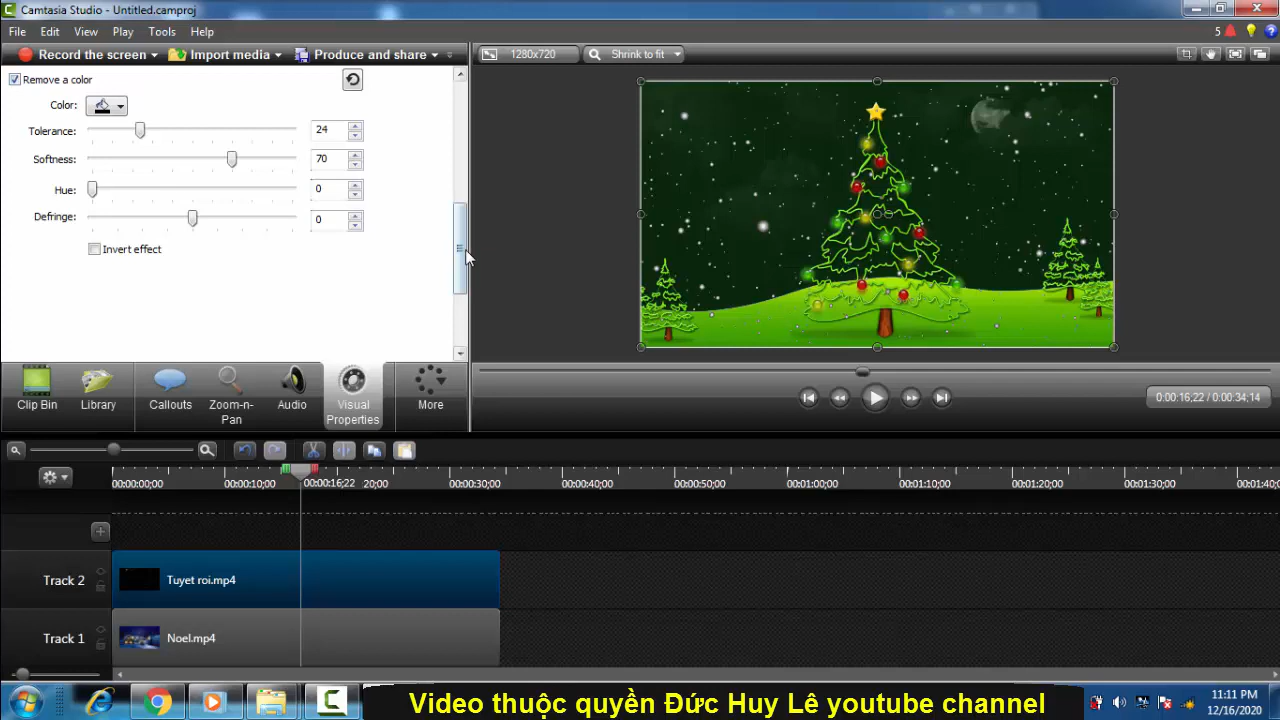 Camtasia Studio - Untitled.camproj
File Edit View Play Tools Help
5
Record the screen Import media Produce and share
1280x720 Shrink to fit
Remove a color
Color:
Tolerance: 24
Softness: 70
Hue: 0
Defringe: 0
Invert effect
Clip Bin Library Callouts Zoom-n-Pan Audio Visual Properties More
0:00:16;22 / 0:00:34;14
00:00:00;00 00:00:10;00 00:00:16;22 ;20;00 00:00:30;00 00:00:40;00 00:00:50;00 00:01:00;00 00:01:10;00 00:01:20;00 00:01:30;00 00:01:40;
Track 2 Tuyet roi.mp4
Track 1 Noel.mp4
Video thuộc quyền Đức Huy Lê youtube channel
11:11 PM
12/16/2020